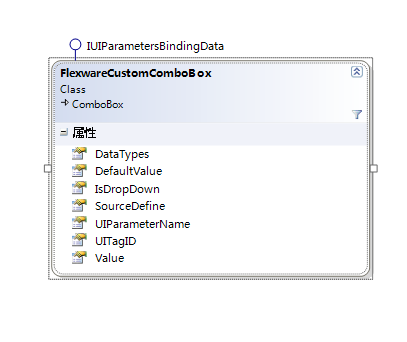 IUIParametersBindingData
FlexwareCustomComboBox
Class
ComboBox
属性
DataTypes
DefaultValue
IsDropDown
SourceDefine
UIParameterName
UITagID
Value